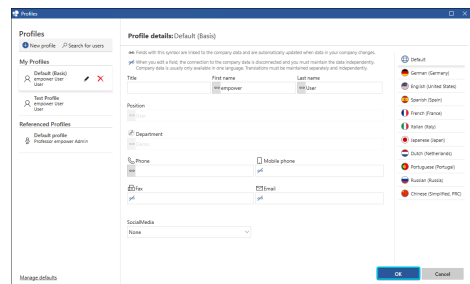 Profiles
Profiles
New profile
Search for users
My Profiles
Default (Basis)
empower User
User
Test Profile
empower User
User
Referenced Profiles
Default profile
Professor empower Admin
Manage defaults
Profile details: Default (Basis)
Fields with this symbol are linked to the company data and are automatically updated when data in your company changes.
When you edit a field, the connection to the company data is disconnected and you must maintain the data independently.
Company data is usually only available in one language. Translations must be maintained separately and independently.
Title First name Last name
empower User
Position
Department
Phone Mobile phone
Fax Email
SocialMedia
None
Default
German (Germany)
English (United States)
Spanish (Spain)
French (France)
Italian (Italy)
Japanese (Japan)
Dutch (Netherlands)
Portuguese (Portugal)
Russian (Russia)
Chinese (Simplified, PRC)
OK Cancel